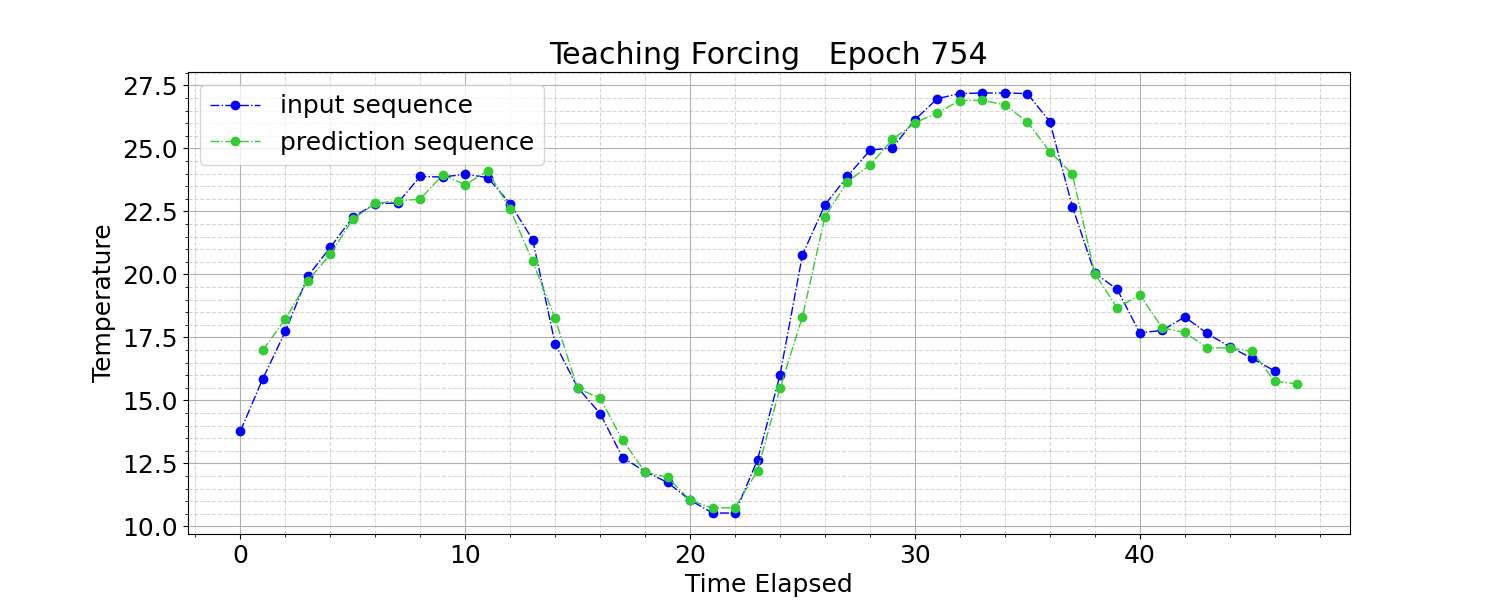 Teaching Forcing   Epoch 754
input sequence
prediction sequence
27.5
25.0
22.5
20.0
17.5
15.0
12.5
10.0
Temperature
0 10 20 30 40
Time Elapsed